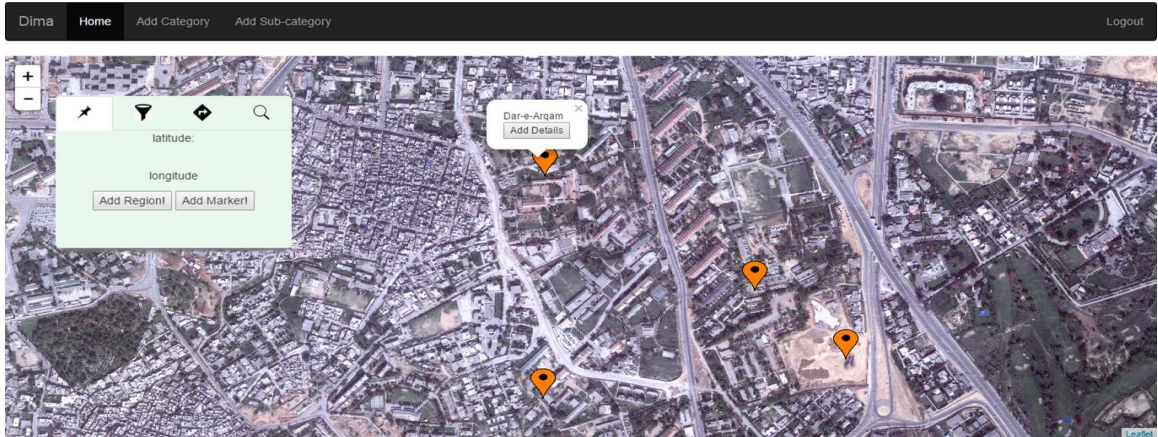 Dima Home Add Category Add Sub-category Logout
+
−
Dar-e-Arqam ×
Add Details
latitude:
longitude
Add Region! Add Marker!
Leaflet